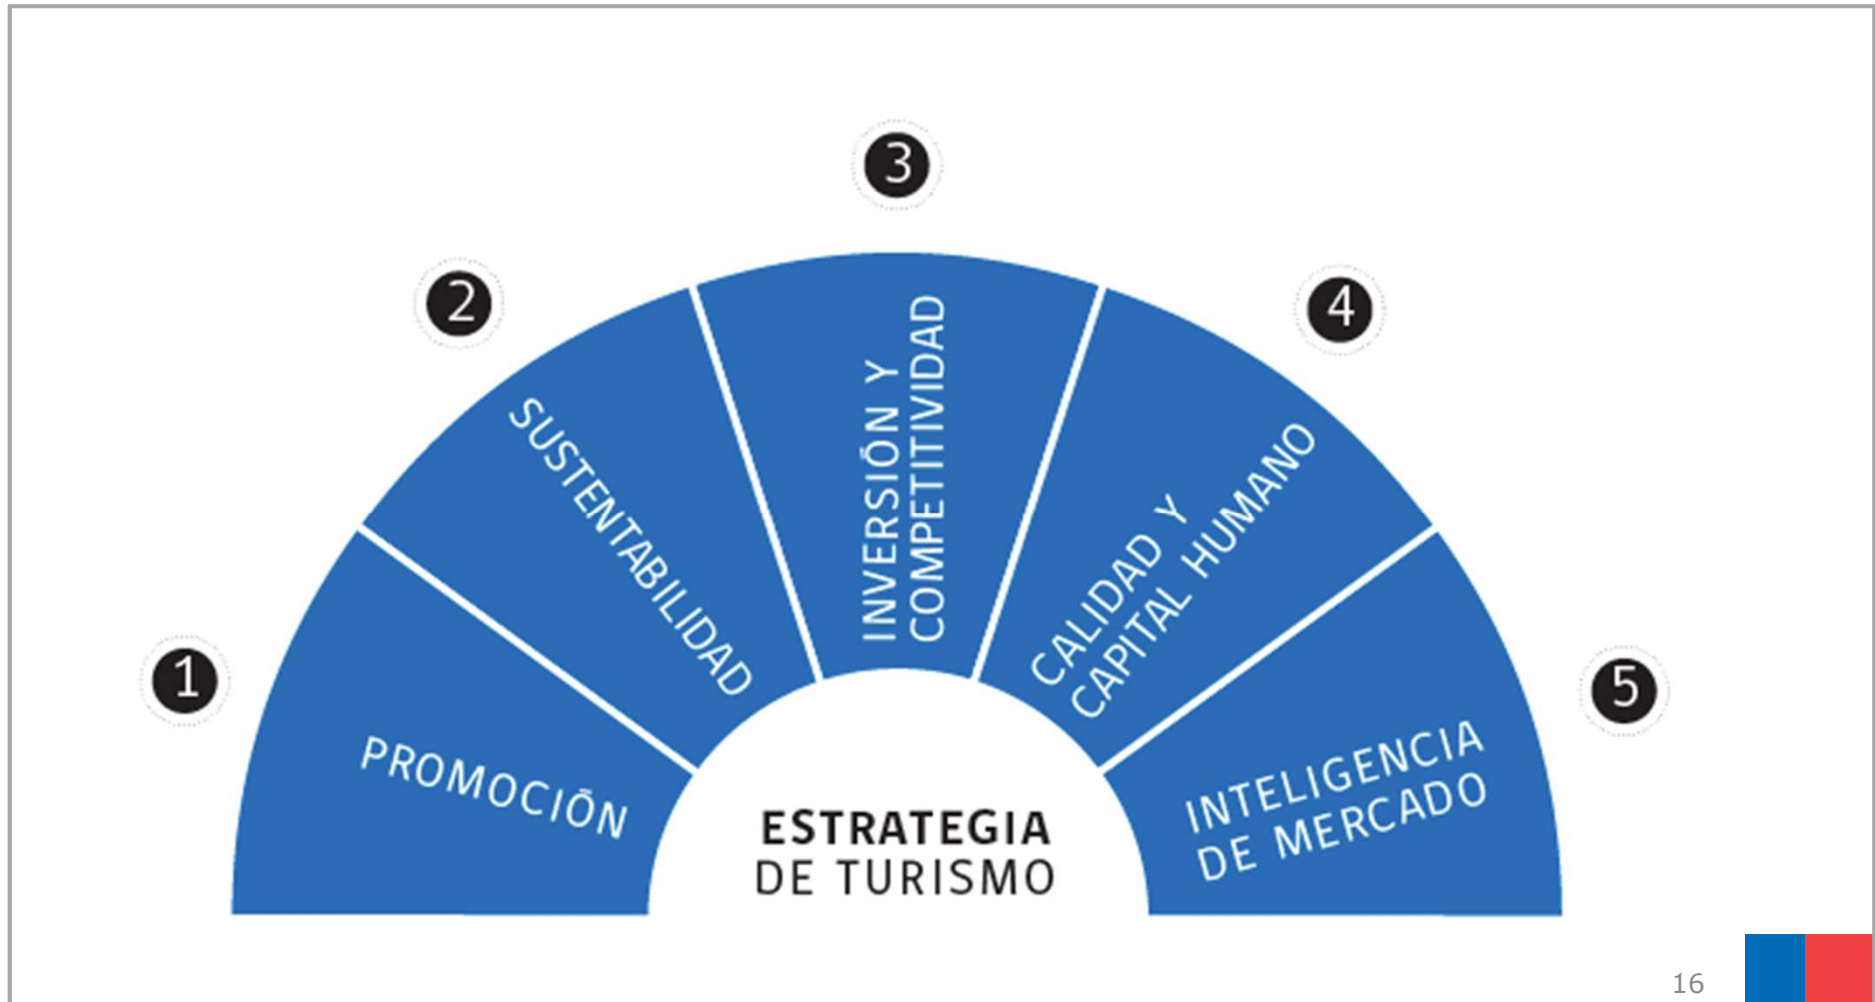 3
2
4
1
5
PROMOCIÓN
SUSTENTABILIDAD
INVERSIÓN Y
COMPETITIVIDAD
CALIDAD Y
CAPITAL HUMANO
INTELIGENCIA
DE MERCADO
ESTRATEGIA
DE TURISMO
16